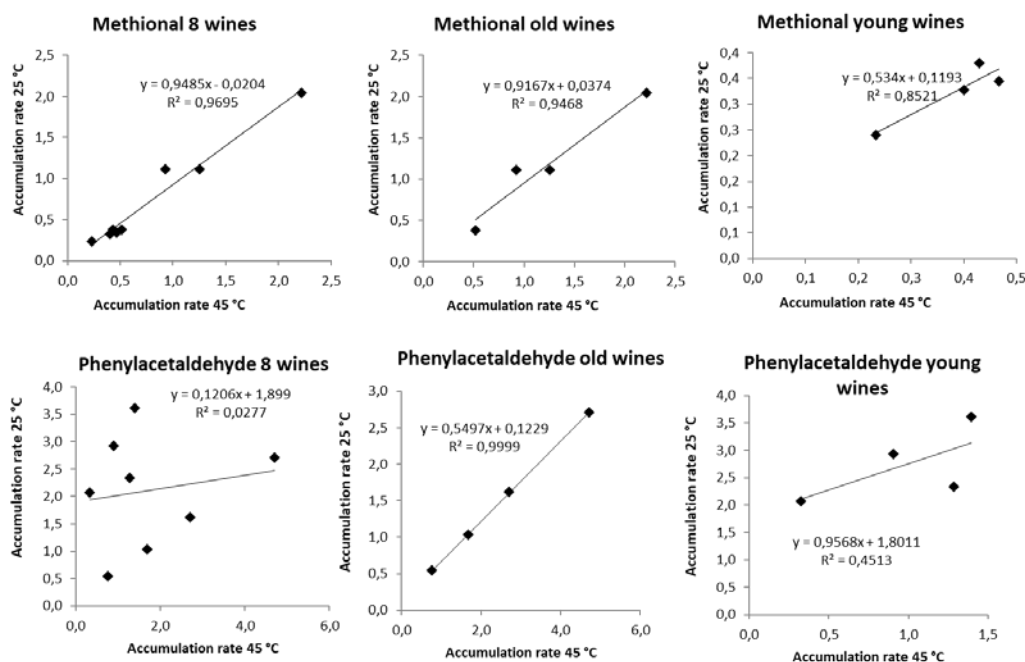 Methional 8 wines
Accumulation rate 25 °C
2,5
2,0
1,5
1,0
0,5
0,0
y = 0,9485x - 0,0204
R² = 0,9695
0,0 0,5 1,0 1,5 2,0 2,5
Accumulation rate 45 °C
Methional old wines
Accumulation rate 25 °C
2,5
2,0
1,5
1,0
0,5
0,0
y = 0,9167x + 0,0374
R² = 0,9468
0,0 0,5 1,0 1,5 2,0 2,5
Accumulation rate 45 °C
Methional young wines
Accumulation rate 25 °C
0,4
0,4
0,3
0,3
0,2
0,2
0,1
0,1
0,0
y = 0,534x + 0,1193
R² = 0,8521
0,0 0,1 0,2 0,3 0,4 0,5
Accumulation rate 45 °C
Phenylacetaldehyde 8 wines
Accumulation rate 25 °C
4,0
3,5
3,0
2,5
2,0
1,5
1,0
0,5
0,0
y = 0,1206x + 1,899
R² = 0,0277
0,0 2,0 4,0 6,0
Accumulation rate 45 °C
Phenylacetaldehyde old wines
Accumulation rate 25 °C
3,0
2,5
2,0
1,5
1,0
0,5
0,0
y = 0,5497x + 0,1229
R² = 0,9999
0,0 2,0 4,0 6,0
Accumulation rate 45 °C
Phenylacetaldehyde young
wines
Accumulation rate 25 °C
4,0
3,5
3,0
2,5
2,0
1,5
1,0
0,5
0,0
y = 0,9568x + 1,8011
R² = 0,4513
0,0 0,5 1,0 1,5
Accumulation rate 45 °C